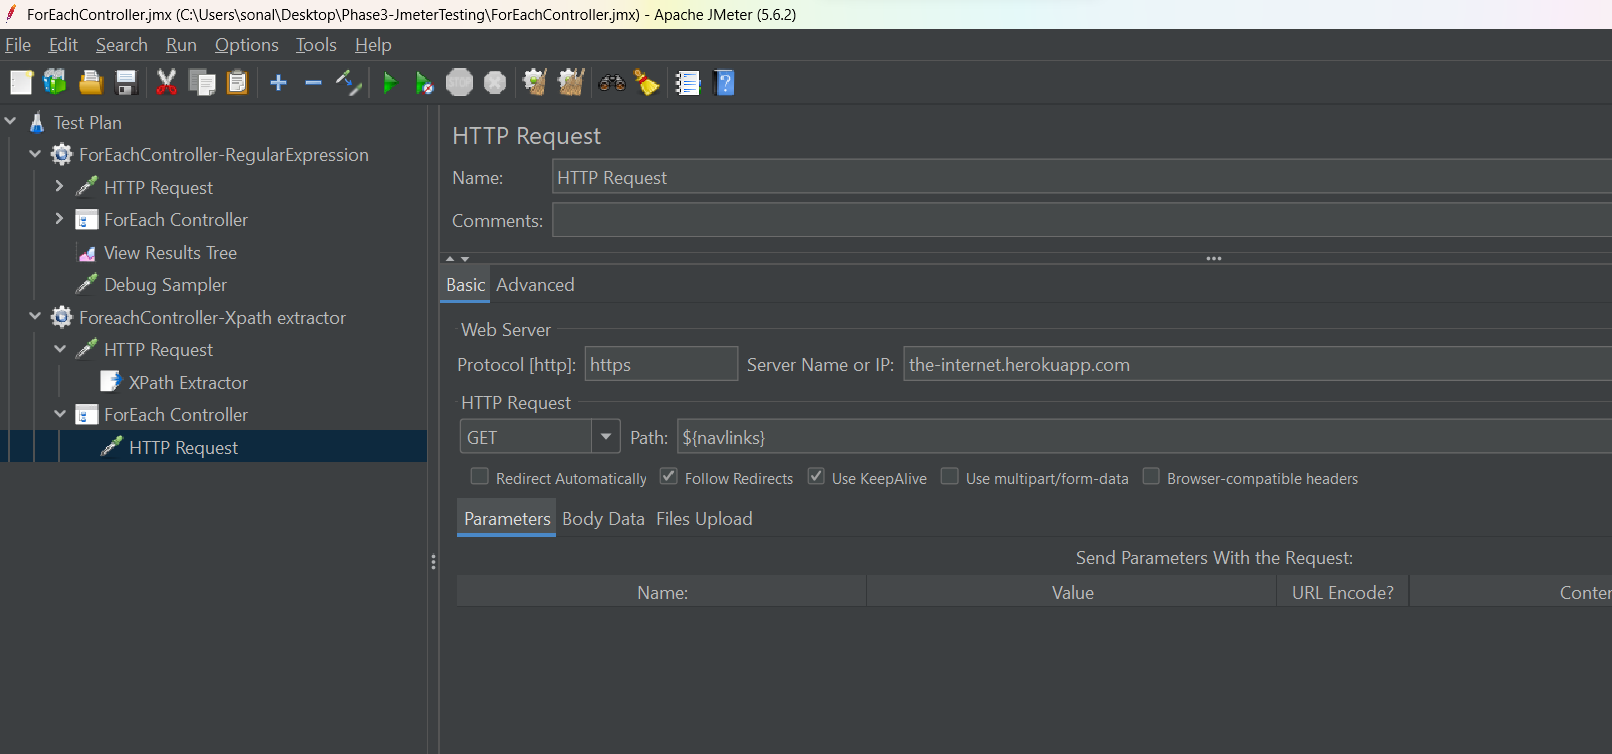 ForEachController.jmx (C:\Users\sonal\Desktop\Phase3-JmeterTesting\ForEachController.jmx) - Apache JMeter (5.6.2)
File Edit Search Run Options Tools Help
STOP
Test Plan
ForEachController-RegularExpression
HTTP Request
ForEach Controller
View Results Tree
Debug Sampler
ForeachController-Xpath extractor
HTTP Request
XPath Extractor
ForEach Controller
HTTP Request
HTTP Request
Name: HTTP Request
Comments:
Basic Advanced
Web Server
Protocol [http]: https Server Name or IP: the-internet.herokuapp.com
HTTP Request
GET Path: ${navlinks}
Redirect Automatically Follow Redirects Use KeepAlive Use multipart/form-data Browser-compatible headers
Parameters Body Data Files Upload
Send Parameters With the Request:
Name: Value URL Encode? Conter